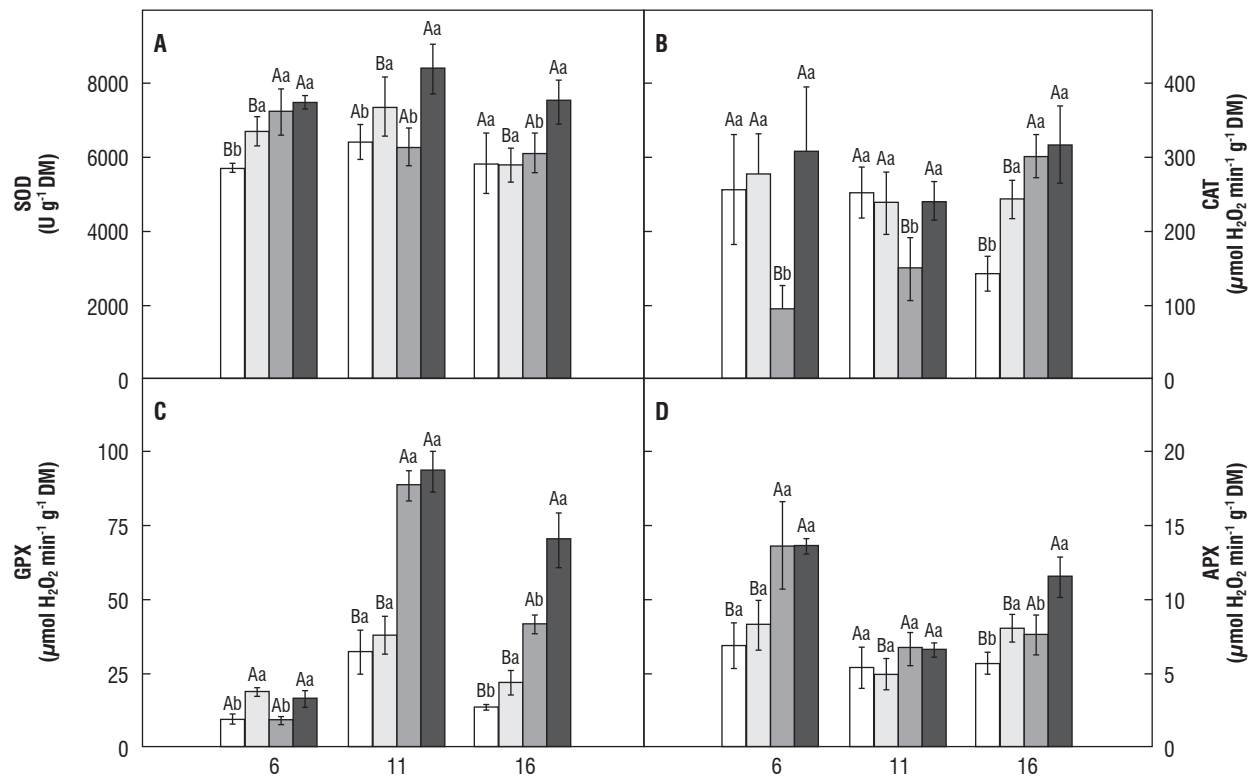 A
B
SOD
(U g⁻¹ DM)
8000
6000
4000
2000
0
Bb
Ba
Aa
Aa
Ab
Ba
Ab
Aa
Aa
Ba
Ab
Aa
Aa
Aa
Bb
Aa
Aa
Aa
Bb
Aa
Bb
Ba
Aa
Aa
400
300
200
100
0
CAT
(µmol H₂O₂ min⁻¹ g⁻¹ DM)
C
D
GPX
(µmol H₂O₂ min⁻¹ g⁻¹ DM)
100
75
50
25
0
Ab
Aa
Ab
Aa
Ba
Ba
Aa
Aa
Bb
Ba
Ab
Aa
6
11
16
Ba
Ba
Aa
Aa
Aa
Ba
Aa
Aa
Bb
Ba
Ab
Aa
6
11
16
20
15
10
5
0
APX
(µmol H₂O₂ min⁻¹ g⁻¹ DM)